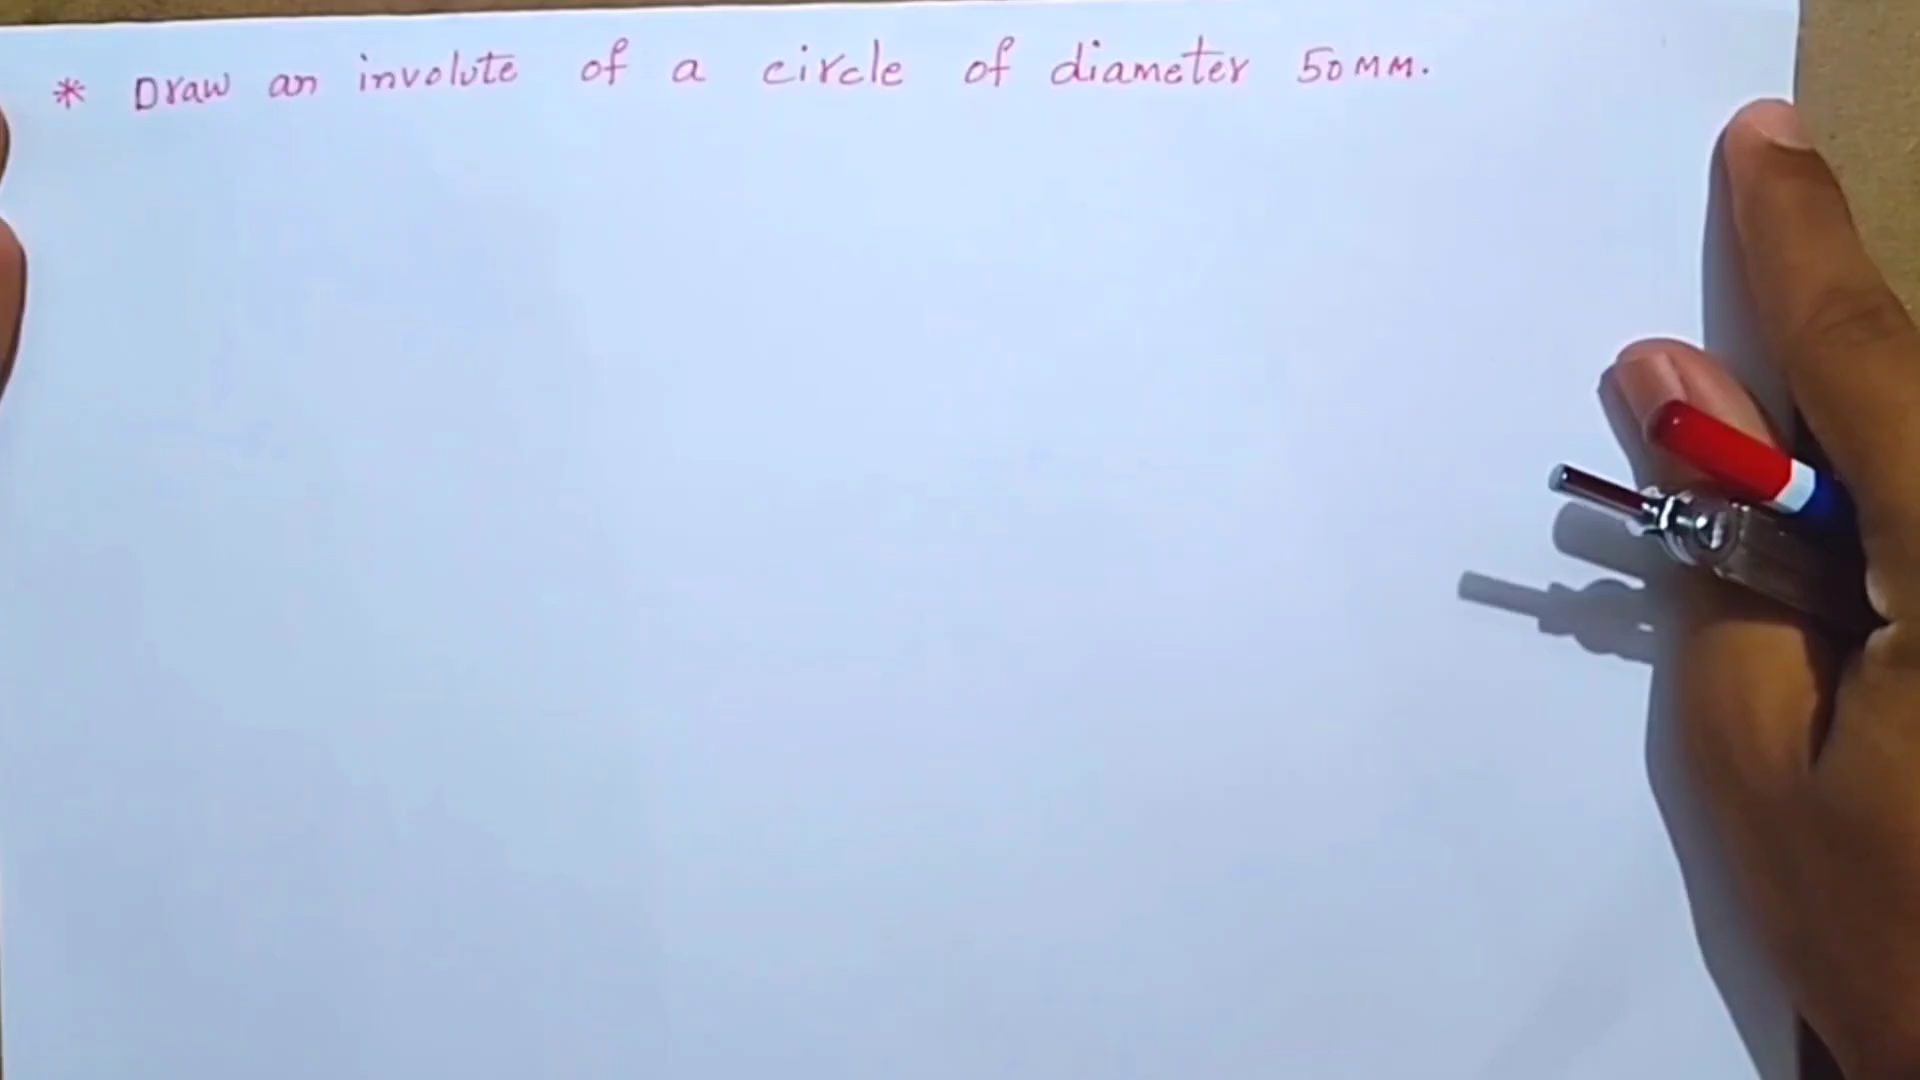 * Draw an involute of a circle of diameter 50MM.